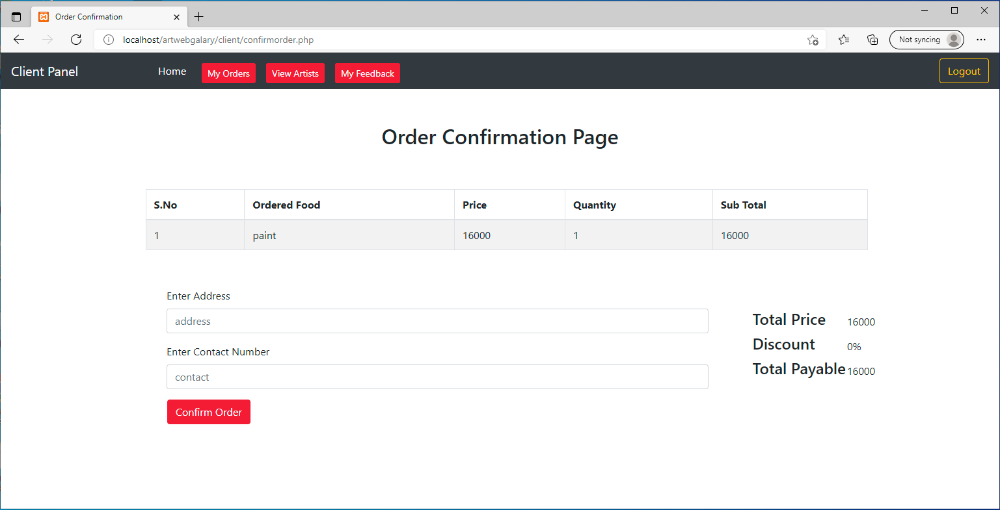 Order Confirmation
localhost/artwebgalary/client/confirmorder.php
Not syncing
Client Panel Home My Orders View Artists My Feedback Logout
Order Confirmation Page
S.No Ordered Food Price Quantity Sub Total
1 paint 16000 1 16000
Enter Address
address
Enter Contact Number
contact
Confirm Order
Total Price 16000
Discount 0%
Total Payable 16000